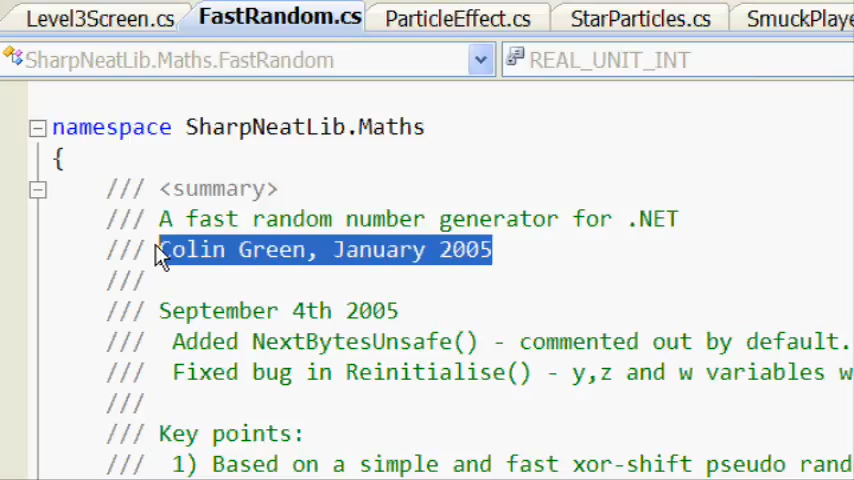 Level3Screen.cs FastRandom.cs ParticleEffect.cs StarParticles.cs SmuckPlaye
SharpNeatLib.Maths.FastRandom REAL_UNIT_INT
namespace SharpNeatLib.Maths
{
/// <summary>
/// A fast random number generator for .NET
/// Colin Green, January 2005
///
/// September 4th 2005
/// Added NextBytesUnsafe() - commented out by default.
/// Fixed bug in Reinitialise() - y,z and w variables w
///
/// Key points:
/// 1) Based on a simple and fast xor-shift pseudo rand